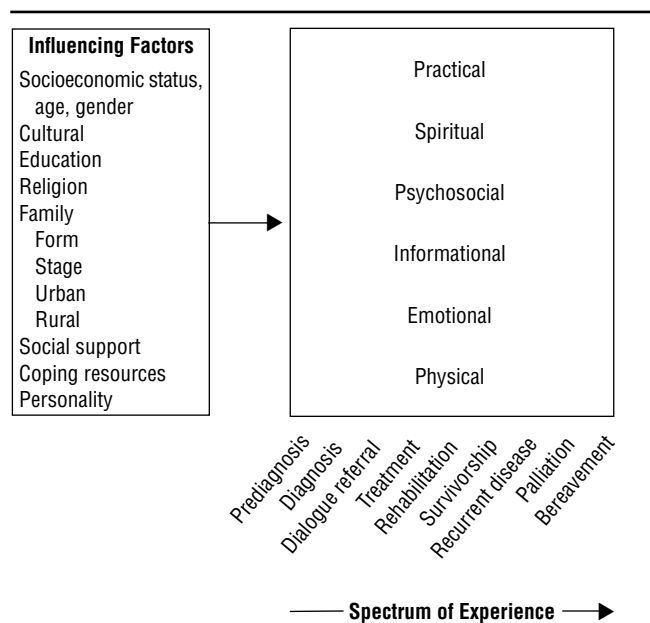 Influencing Factors
Socioeconomic status,
age, gender
Cultural
Education
Religion
Family
Form
Stage
Urban
Rural
Social support
Coping resources
Personality
Practical
Spiritual
Psychosocial
Informational
Emotional
Physical
Prediagnosis
Diagnosis
Dialogue referral
Treatment
Rehabilitation
Survivorship
Recurrent disease
Palliation
Bereavement
Spectrum of Experience